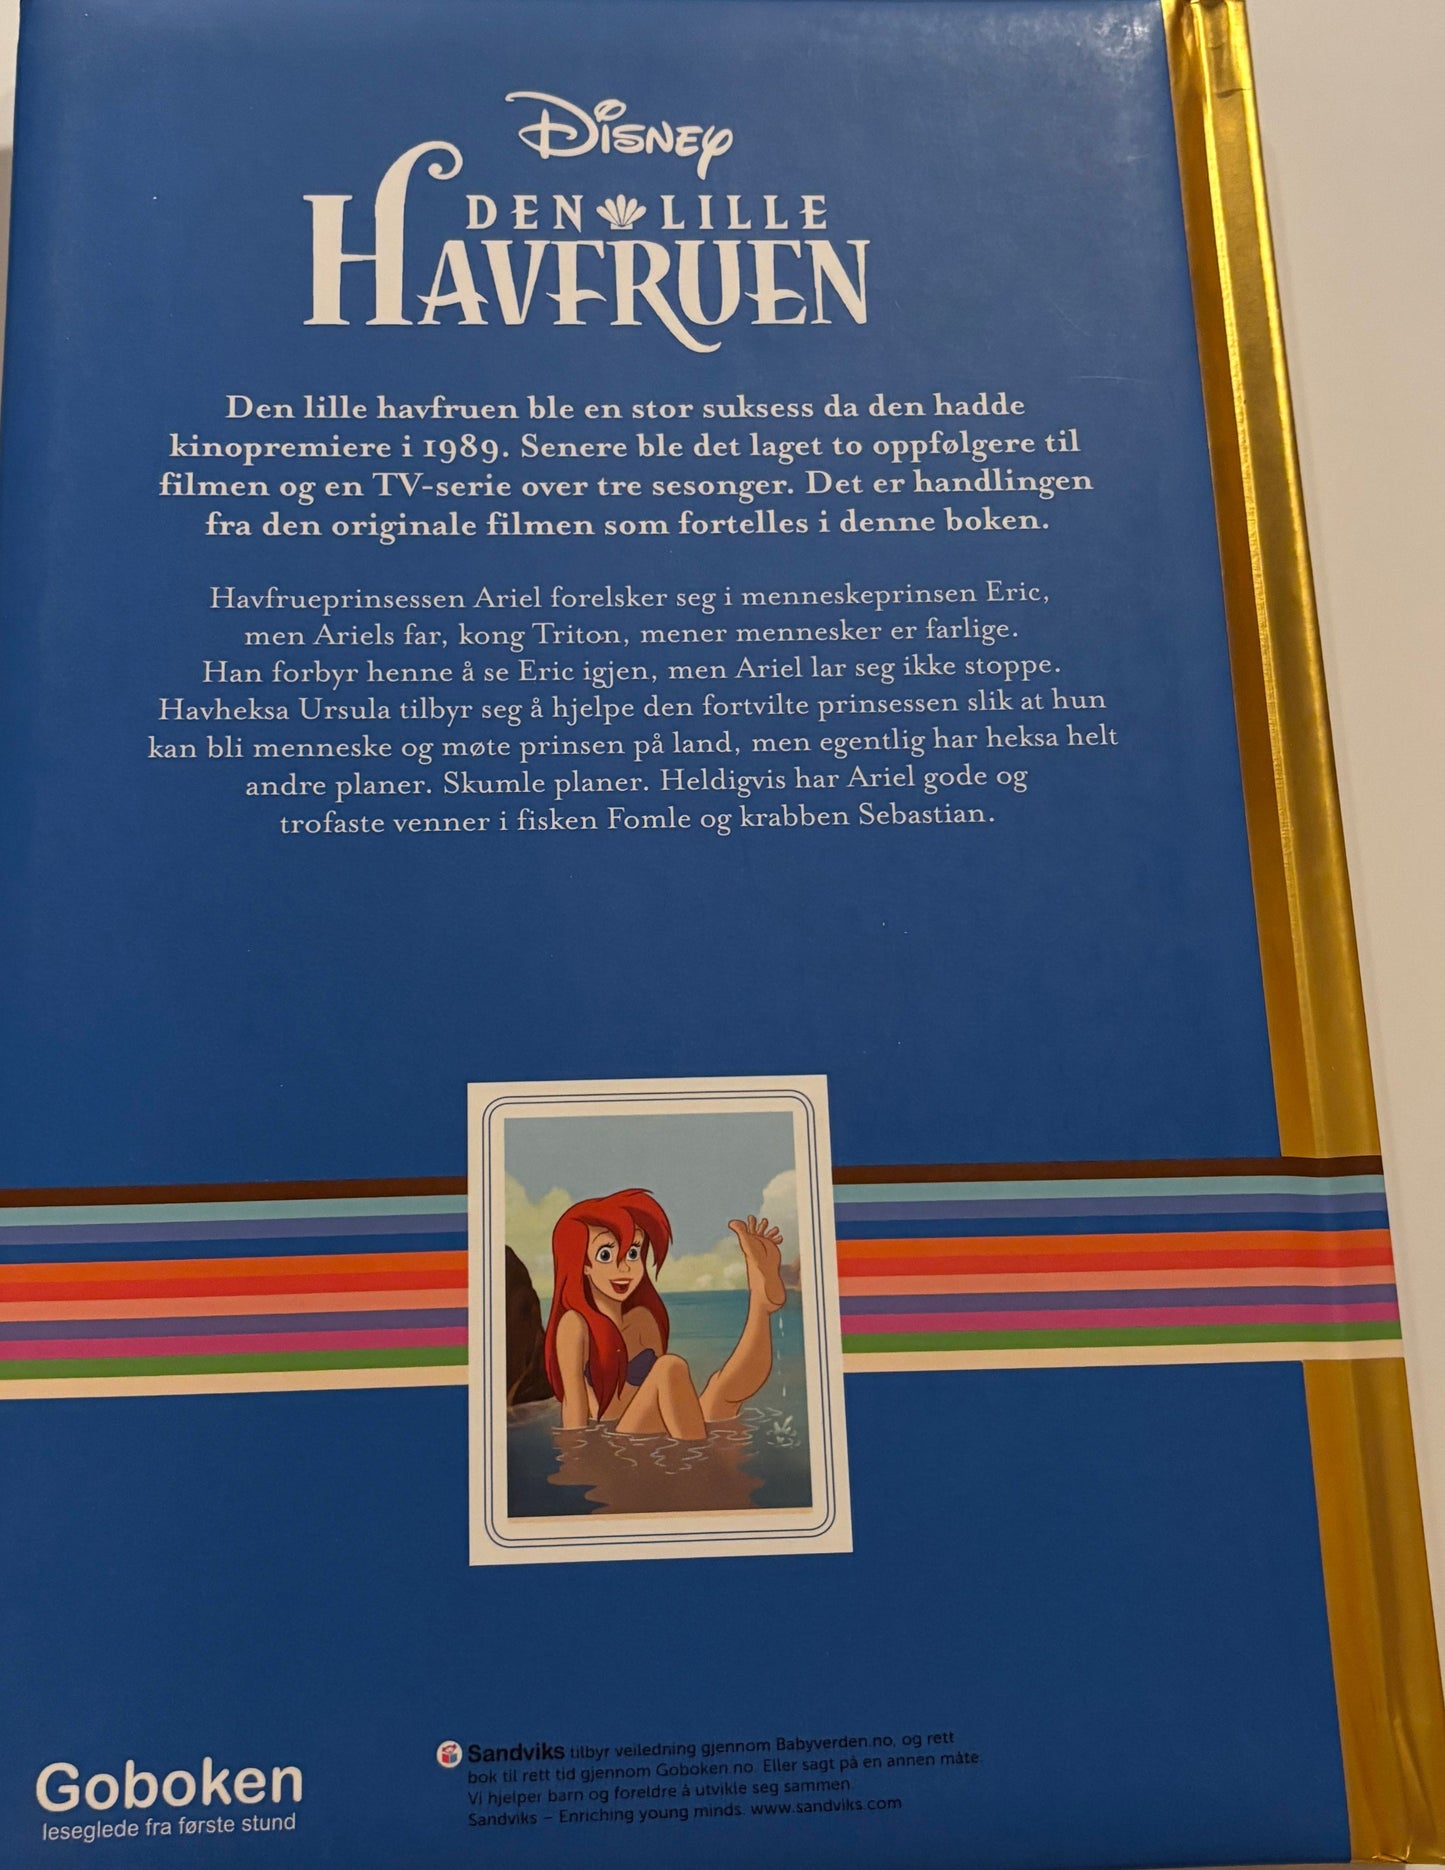 Disney
DEN LILLE
HAVFRUEN
Den lille havfruen ble en stor suksess da den hadde
kinopremiere i 1989. Senere ble det laget to oppfølgere til
filmen og en TV-serie over tre sesonger. Det er handlingen
fra den originale filmen som fortelles i denne boken.
Havfrueprinsessen Ariel forelsker seg i menneskeprinsen Eric,
men Ariels far, kong Triton, mener mennesker er farlige.
Han forbyr henne å se Eric igjen, men Ariel lar seg ikke stoppe.
Havheksa Ursula tilbyr seg å hjelpe den fortvilte prinsessen slik at hun
kan bli menneske og møte prinsen på land, men egentlig har heksa helt
andre planer. Skumle planer. Heldigvis har Ariel gode og
trofaste venner i fisken Fomle og krabben Sebastian.
Goboken
leseglede fra første stund
Sandviks tilbyr veiledning gjennom Babyverden.no, og rett
bok til rett tid gjennom Goboken.no. Eller sagt på en annen måte:
Vi hjelper barn og foreldre å utvikle seg sammen.
Sandviks – Enriching young minds. www.sandviks.com